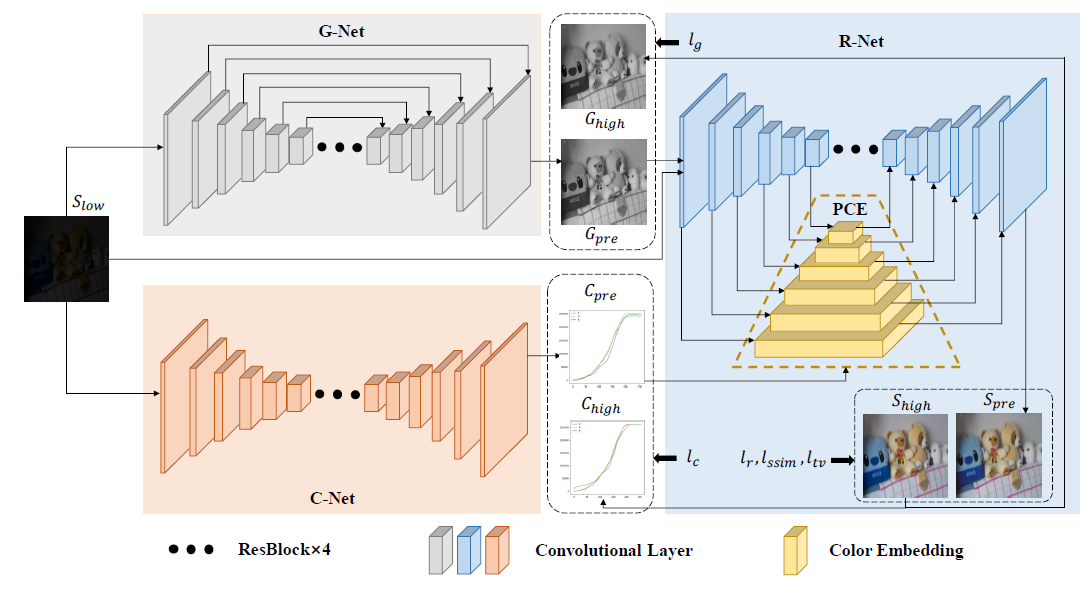 G-Net
R-Net
l_g
G_high
S_low
G_pre
PCE
C_pre
C_high
S_high
S_pre
l_c
l_r, l_ssim, l_tv
C-Net
ResBlock×4
Convolutional Layer
Color Embedding